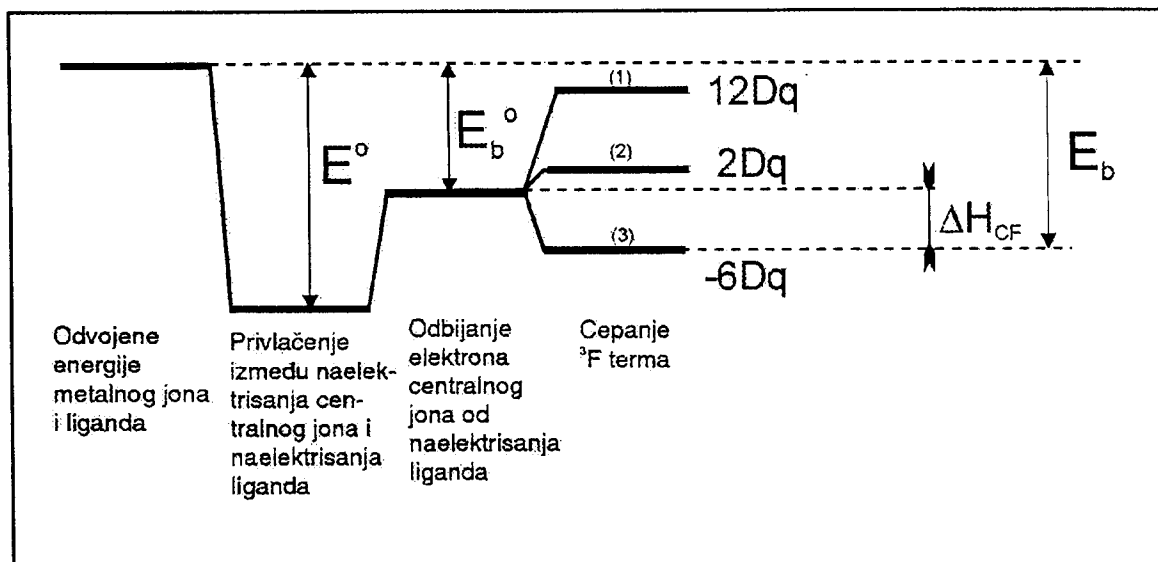 (1)
12Dq
E°
E_b°
(2)
2Dq
E_b
ΔH_CF
(3)
-6Dq
Odvojene
energije
metalnog jona
i liganda
Privlačenje
između naelek-
trisanja cen-
tralnog jona i
naelektrisanja
liganda
Odbijanje
elektrona
centralnog
jona od
naelektrisanja
liganda
Cepanje
³F terma